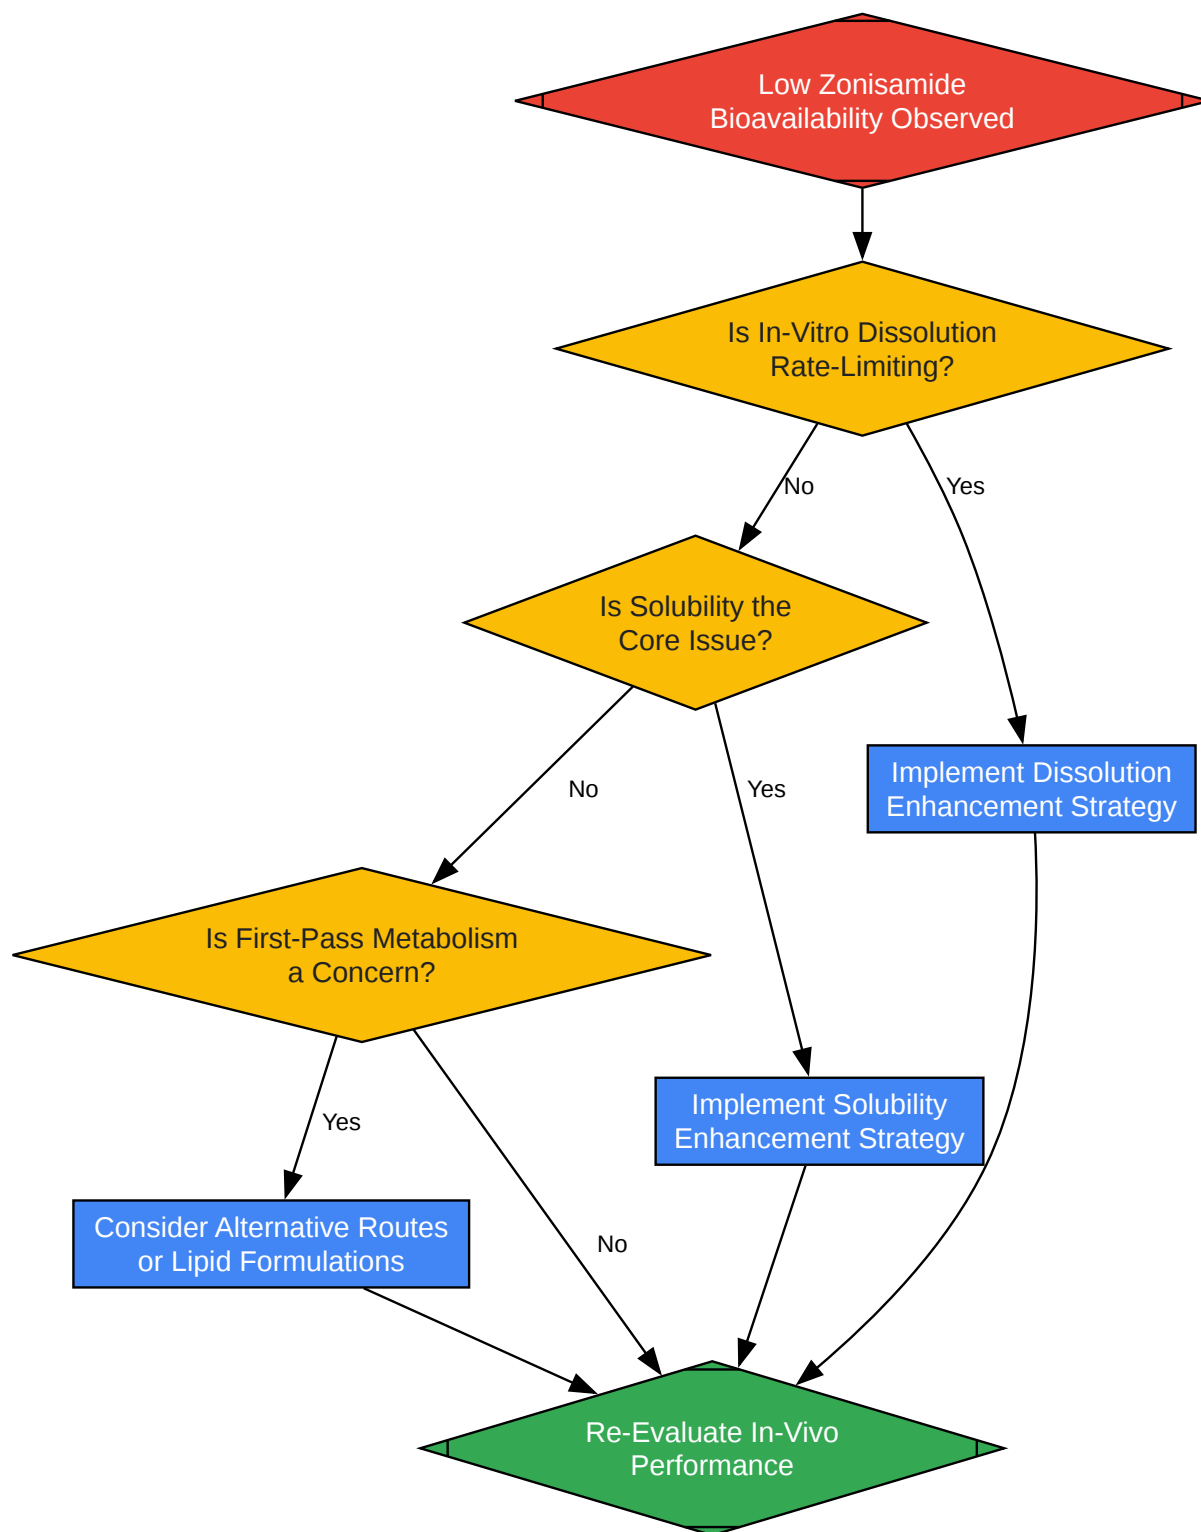 Low Zonisamide
Bioavailability Observed
Is In-Vitro Dissolution
Rate-Limiting?
No
Yes
Is Solubility the
Core Issue?
No
Yes
Implement Dissolution
Enhancement Strategy
Is First-Pass Metabolism
a Concern?
Yes
No
Implement Solubility
Enhancement Strategy
Consider Alternative Routes
or Lipid Formulations
Re-Evaluate In-Vivo
Performance